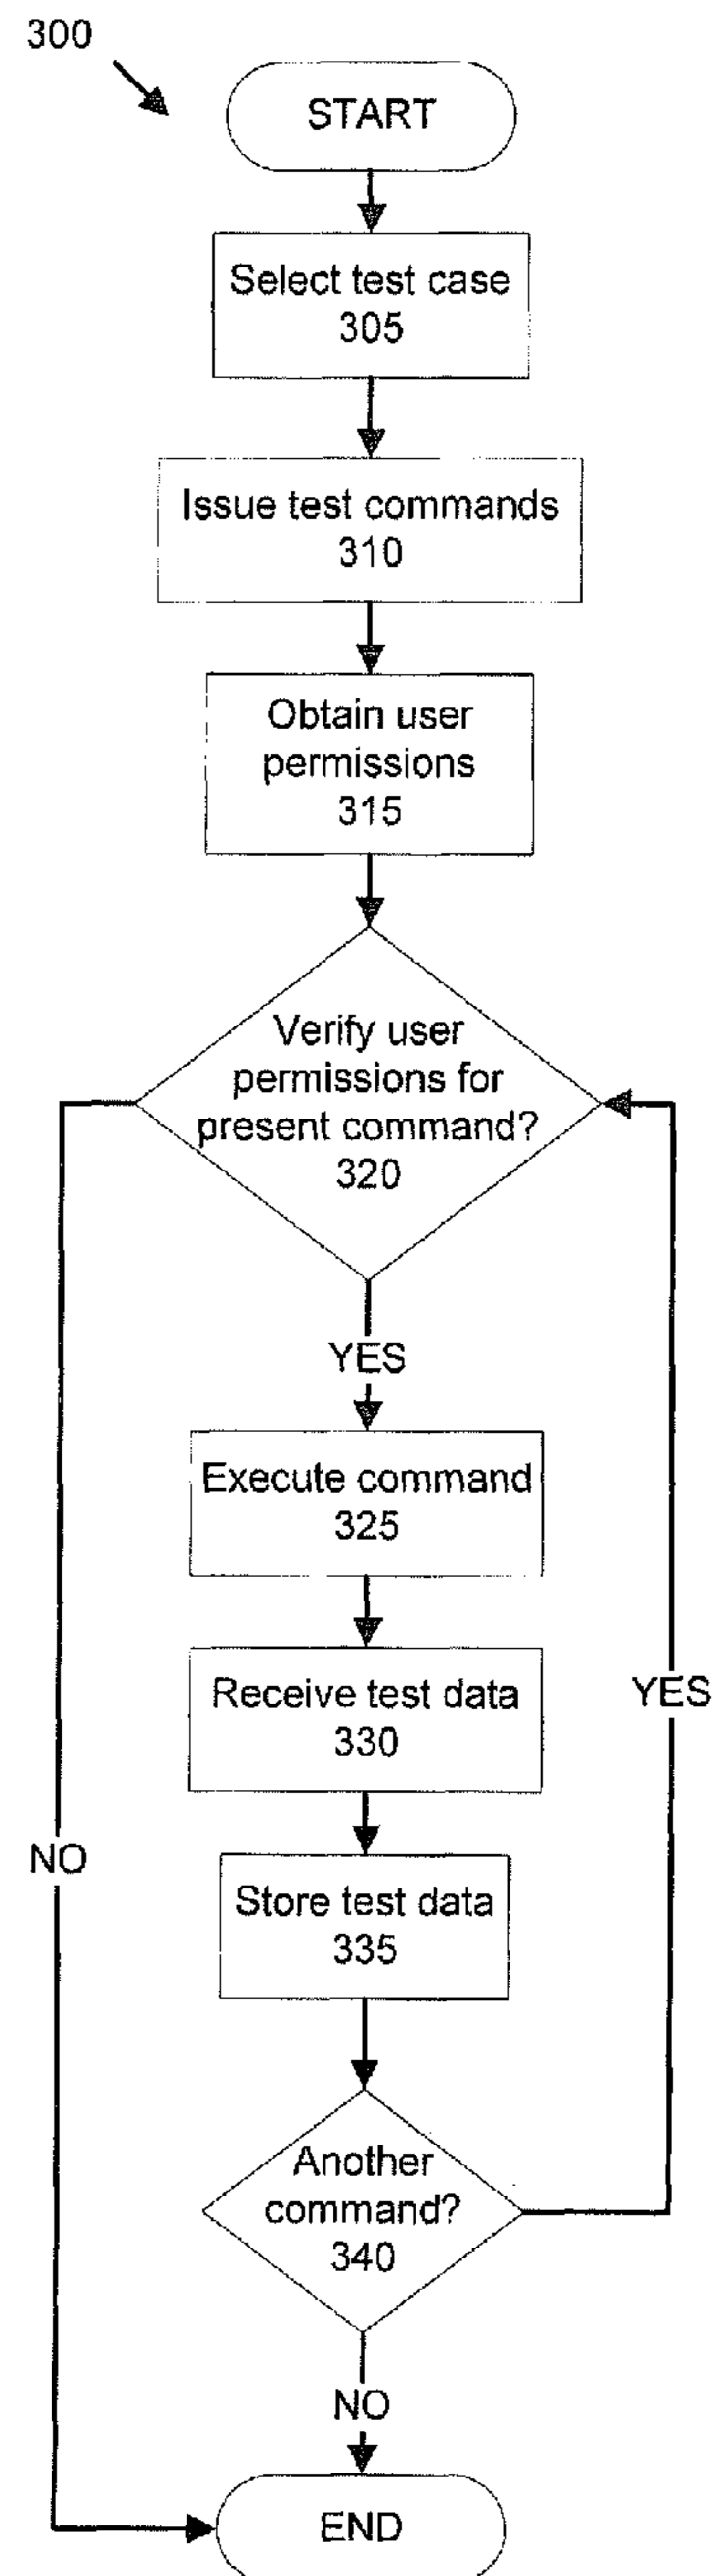 300
START
Select test case
305
Issue test commands
310
Obtain user
permissions
315
Verify user
permissions for
present command?
320
YES
Execute command
325
Receive test data
330
YES
NO
Store test data
335
Another
command?
340
NO
END